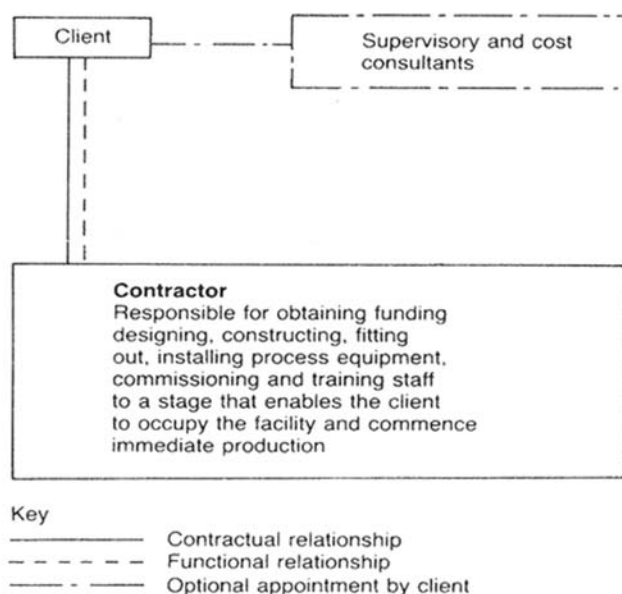 Client
Supervisory and cost
consultants
Contractor
Responsible for obtaining funding
designing, constructing, fitting
out, installing process equipment,
commissioning and training staff
to a stage that enables the client
to occupy the facility and commence
immediate production
Key
Contractual relationship
Functional relationship
Optional appointment by client